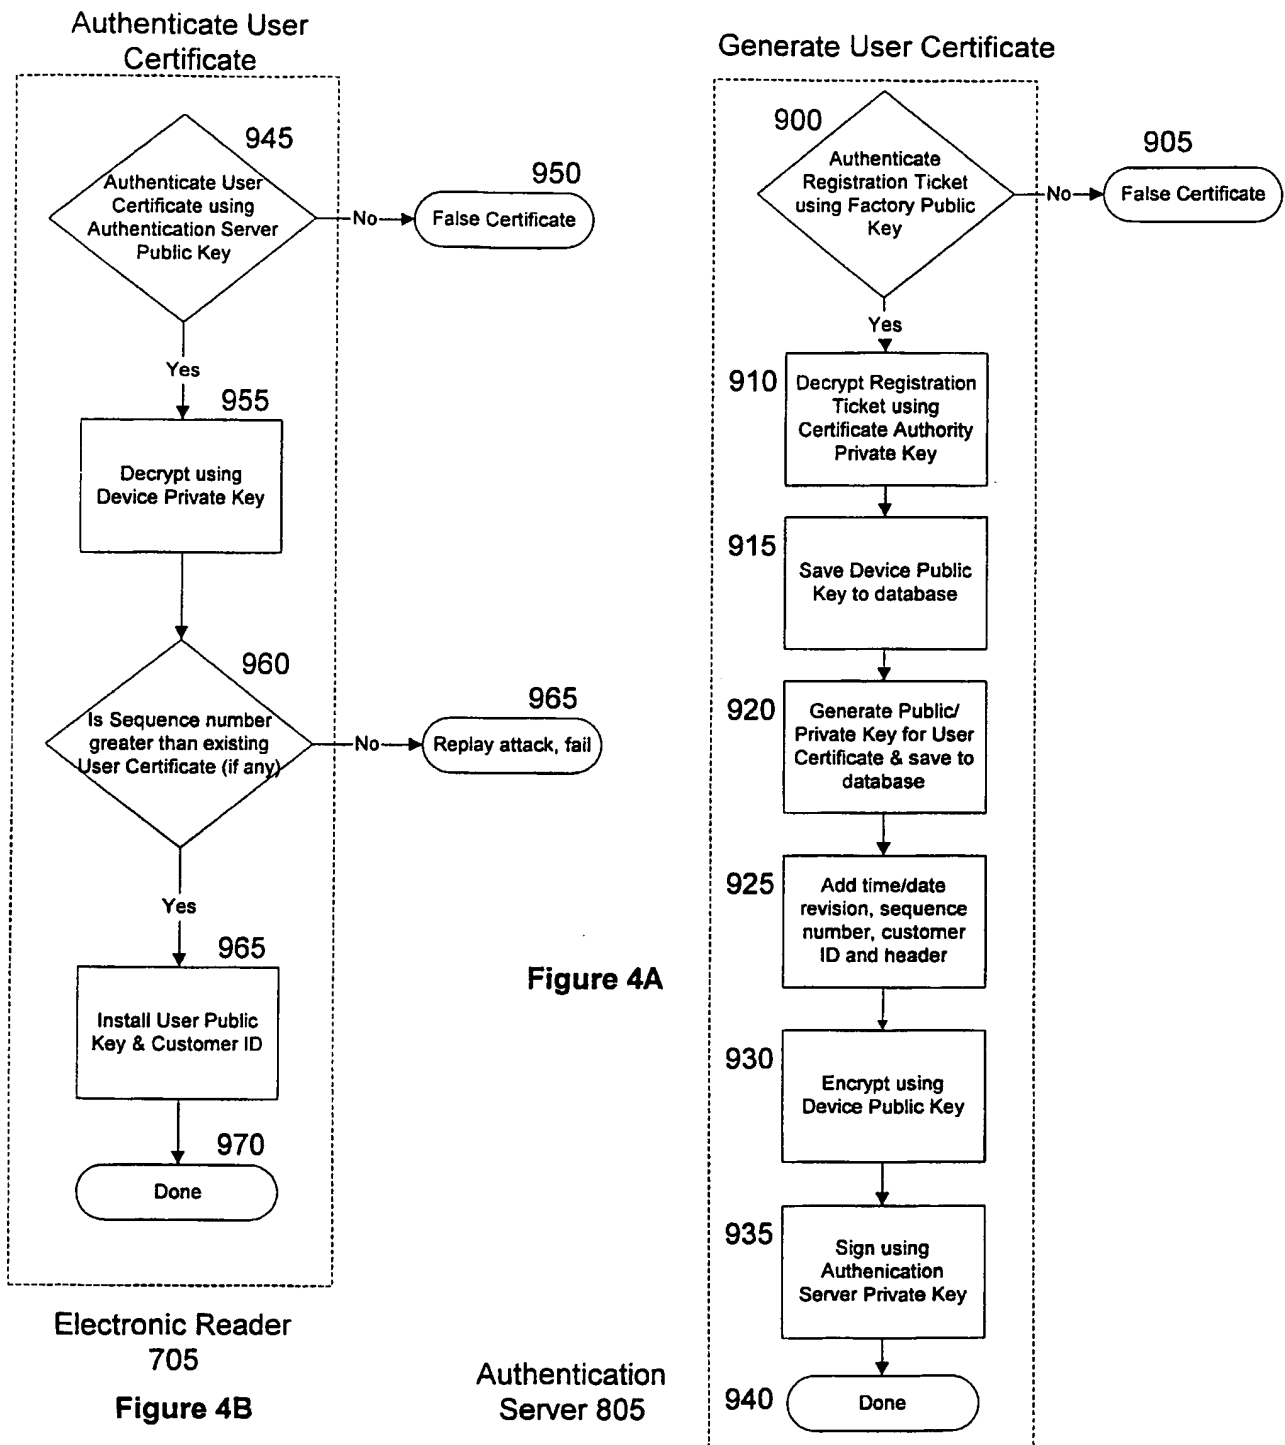 Authenticate User
Certificate
945
Authenticate User
Certificate using
Authentication Server
Public Key
No
950
False Certificate
Yes
955
Decrypt using
Device Private Key
960
Is Sequence number
greater than existing
User Certificate (if any)
No
965
Replay attack, fail
Yes
965
Install User Public
Key & Customer ID
970
Done
Electronic Reader
705
Figure 4B
Generate User Certificate
900
Authenticate
Registration Ticket
using Factory Public
Key
No
905
False Certificate
Yes
910
Decrypt Registration
Ticket using
Certificate Authority
Private Key
915
Save Device Public
Key to database
920
Generate Public/
Private Key for User
Certificate & save to
database
925
Add time/date
revision, sequence
number, customer
ID and header
Figure 4A
930
Encrypt using
Device Public Key
935
Sign using
Authenication
Server Private Key
940
Done
Authentication
Server 805